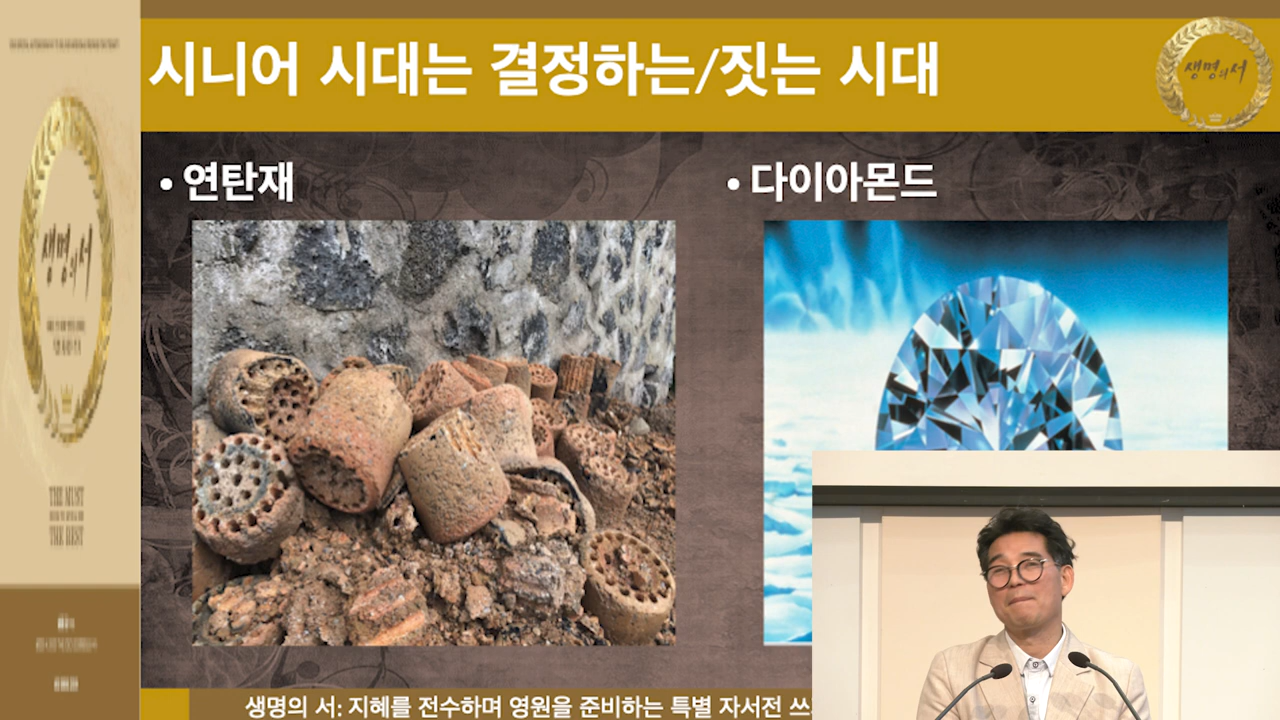 시니어 시대는 결정하는/짓는 시대
생명의서
• 연탄재
• 다이아몬드
생명의서
THE MUST
THE BEST
생명의 서: 지혜를 전수하며 영원을 준비하는 특별 자서전 쓰